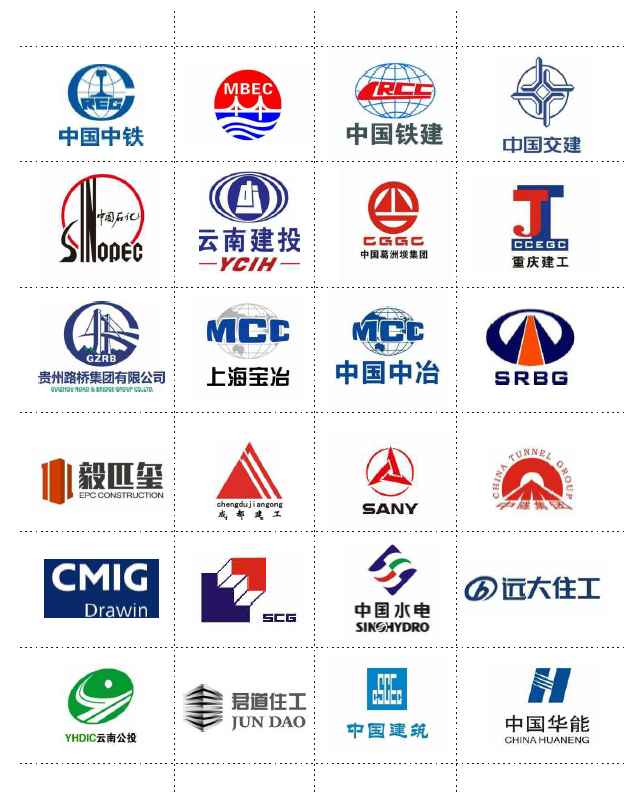 CREC
中国中铁
MBEC
CRCC
中国铁建
中国交建
中国石化
SINOPEC
云南建投
YCIH
CGGC
中国葛洲坝集团
CCEGC
重庆建工
GZRB
贵州路桥集团有限公司
GUIZHOU ROAD & BRIDGE GROUP CO.,LTD.
MCC
上海宝冶
MCC
中国中冶
SRBG
毅匹玺
EPC CONSTRUCTION
chengdujiangong
成都建工
SANY
CHINA TUNNEL GROUP
中隧集团
CMIG
Drawin
SCG
中国水电
SINOHYDRO
远大住工
YHDIC云南公投
君道住工
JUN DAO
CSCEC
中国建筑
中国华能
CHINA HUANENG